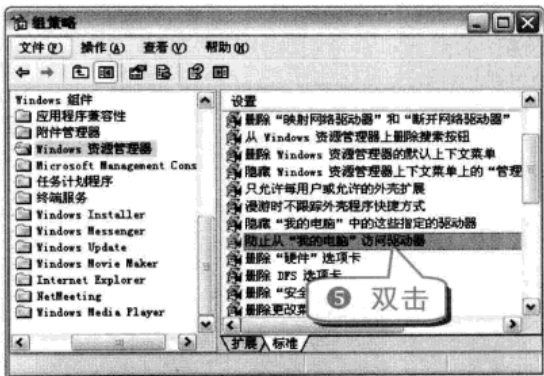 组策略
文件(F) 操作(A) 查看(V) 帮助(H)
Windows 组件
应用程序兼容性
附件管理器
Windows 资源管理器
Microsoft Management Cons
任务计划程序
终端服务
Windows Installer
Windows Messenger
Windows Update
Windows Movie Maker
Internet Explorer
NetMeeting
Windows Media Player
设置
删除“映射网络驱动器”和“断开网络驱动器”
从 Windows 资源管理器上删除搜索按钮
删除 Windows 资源管理器的默认上下文菜单
隐藏 Windows 资源管理器上下文菜单上的“管理
只允许每用户或允许的外壳扩展
漫游时不跟踪外壳程序快捷方式
隐藏“我的电脑”中的这些指定的驱动器
防止从“我的电脑”访问驱动器
删除“硬件”选项卡
删除 DFS 选项卡
删除“安全
删除更改菜
❺ 双击
扩展 标准